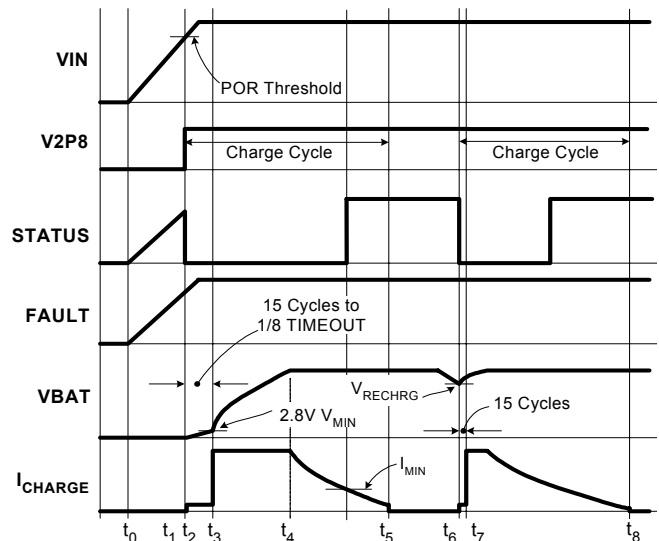 VIN
POR Threshold
V2P8
Charge Cycle
Charge Cycle
STATUS
FAULT
15 Cycles to
1/8 TIMEOUT
VBAT
VRECHRG
2.8V VMIN
15 Cycles
ICHARGE
IMIN
t0 t1 t2 t3 t4 t5 t6 t7 t8